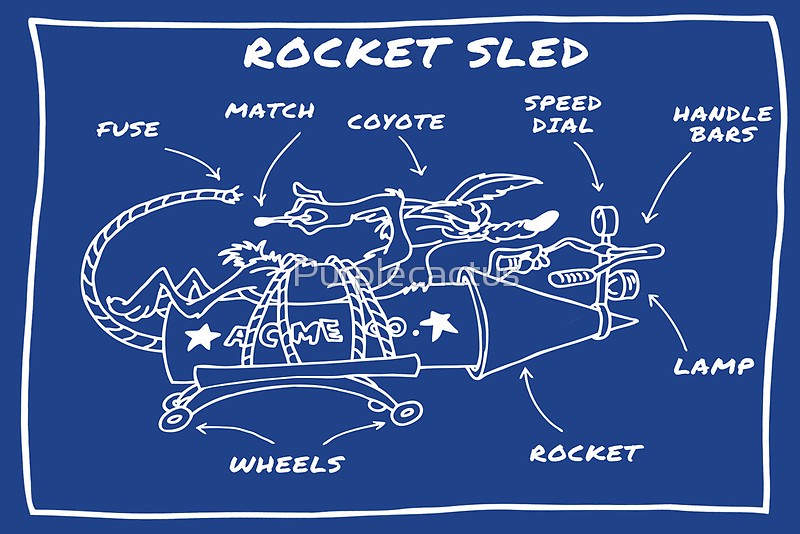 ROCKET SLED
FUSE
MATCH
COYOTE
SPEED
DIAL
HANDLE
BARS
Purplecactus
ACME CO.
LAMP
WHEELS
ROCKET